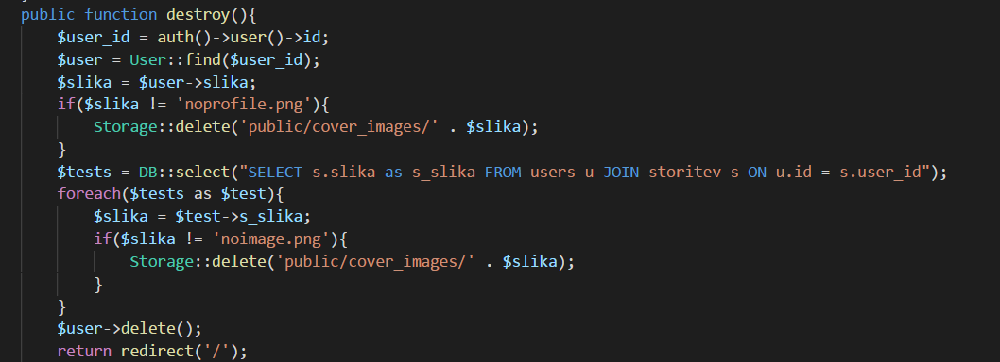 public function destroy(){
$user_id = auth()->user()->id;
$user = User::find($user_id);
$slika = $user->slika;
if($slika != 'noprofile.png'){
Storage::delete('public/cover_images/' . $slika);
}
$tests = DB::select("SELECT s.slika as s_slika FROM users u JOIN storitev s ON u.id = s.user_id");
foreach($tests as $test){
$slika = $test->s_slika;
if($slika != 'noimage.png'){
Storage::delete('public/cover_images/' . $slika);
}
}
$user->delete();
return redirect('/');